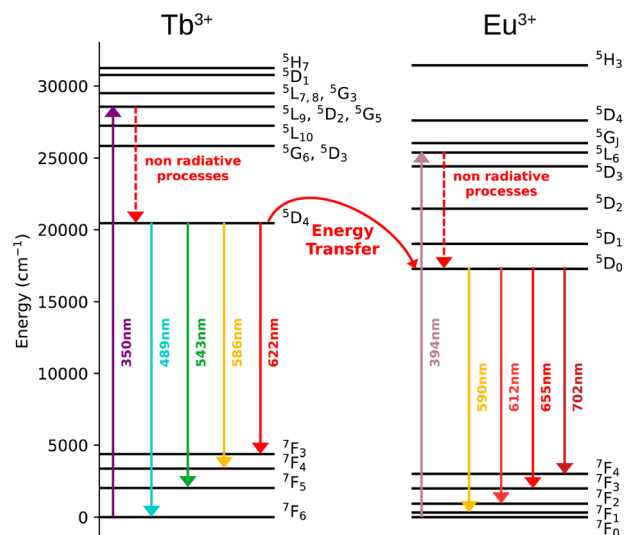 Tb³⁺
Eu³⁺
Energy (cm⁻¹)
30000
25000
20000
15000
10000
5000
0
⁵H₇
⁵D₁
⁵L₇,₈, ⁵G₃
⁵L₉, ⁵D₂, ⁵G₅
⁵L₁₀
⁵G₆, ⁵D₃
⁵D₄
non radiative
processes
350nm
489nm
543nm
586nm
622nm
⁷F₃
⁷F₄
⁷F₅
⁷F₆
Energy
Transfer
⁵H₃
⁵D₄
⁵G_J
⁵L₆
⁵D₃
⁵D₂
⁵D₁
⁵D₀
non radiative
processes
394nm
590nm
612nm
655nm
702nm
⁷F₄
⁷F₃
⁷F₂
⁷F₁
⁷F₀